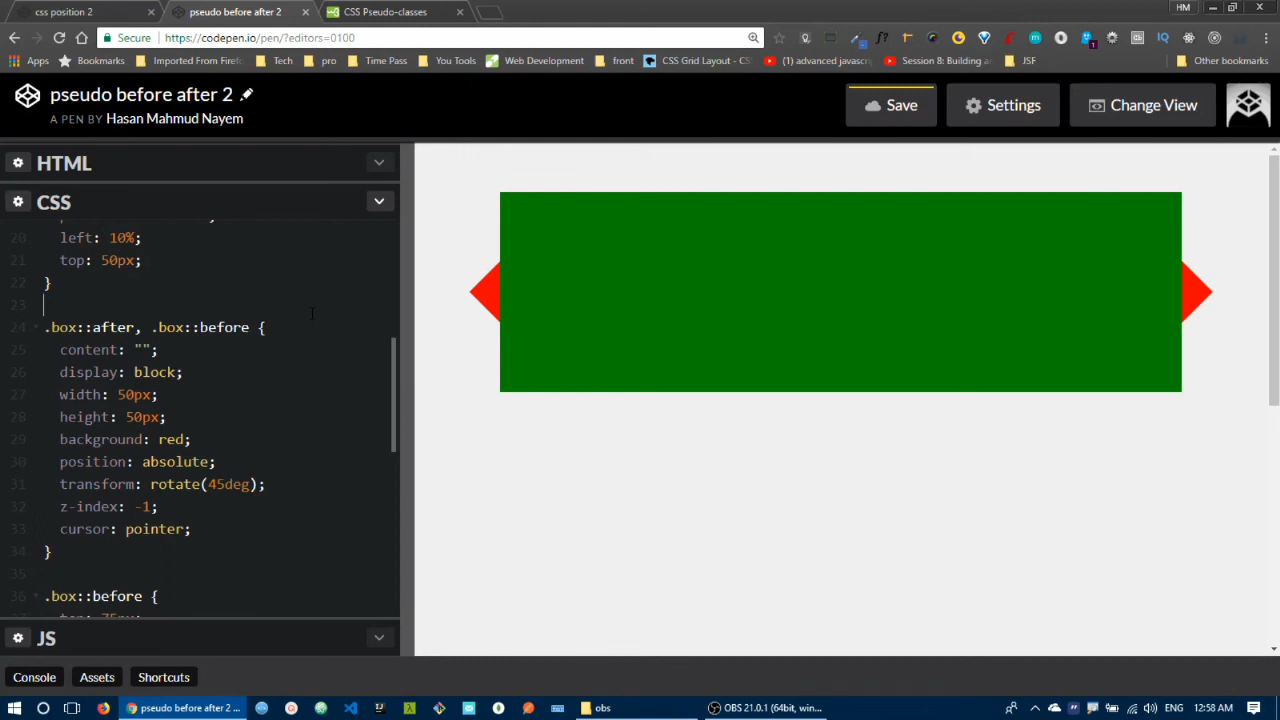 css position 2
pseudo before after 2
CSS Pseudo-classes
HM
Secure https://codepen.io/pen/?editors=0100
Apps Bookmarks Imported From Firef Tech pro Time Pass You Tools Web Development front CSS Grid Layout - CS (1) advanced javascr Session 8: Building a JSF Other bookmarks
pseudo before after 2
A PEN BY Hasan Mahmud Nayem
Save
Settings
Change View
HTML
CSS
20 left: 10%;
21 top: 50px;
22 }
23
24 .box::after, .box::before {
25 content: "";
26 display: block;
27 width: 50px;
28 height: 50px;
29 background: red;
30 position: absolute;
31 transform: rotate(45deg);
32 z-index: -1;
33 cursor: pointer;
34 }
35
36 .box::before {
top: 75px;
JS
Console Assets Shortcuts
pseudo before after 2 ...
obs
OBS 21.0.1 (64bit, win...
12:58 AM